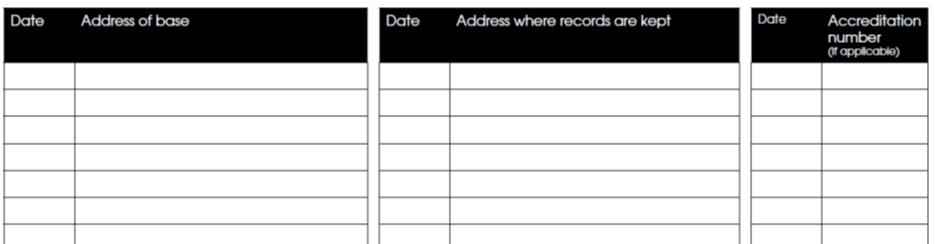 Date Address of base
Date Address where records are kept
Date Accreditation
number
(if applicable)